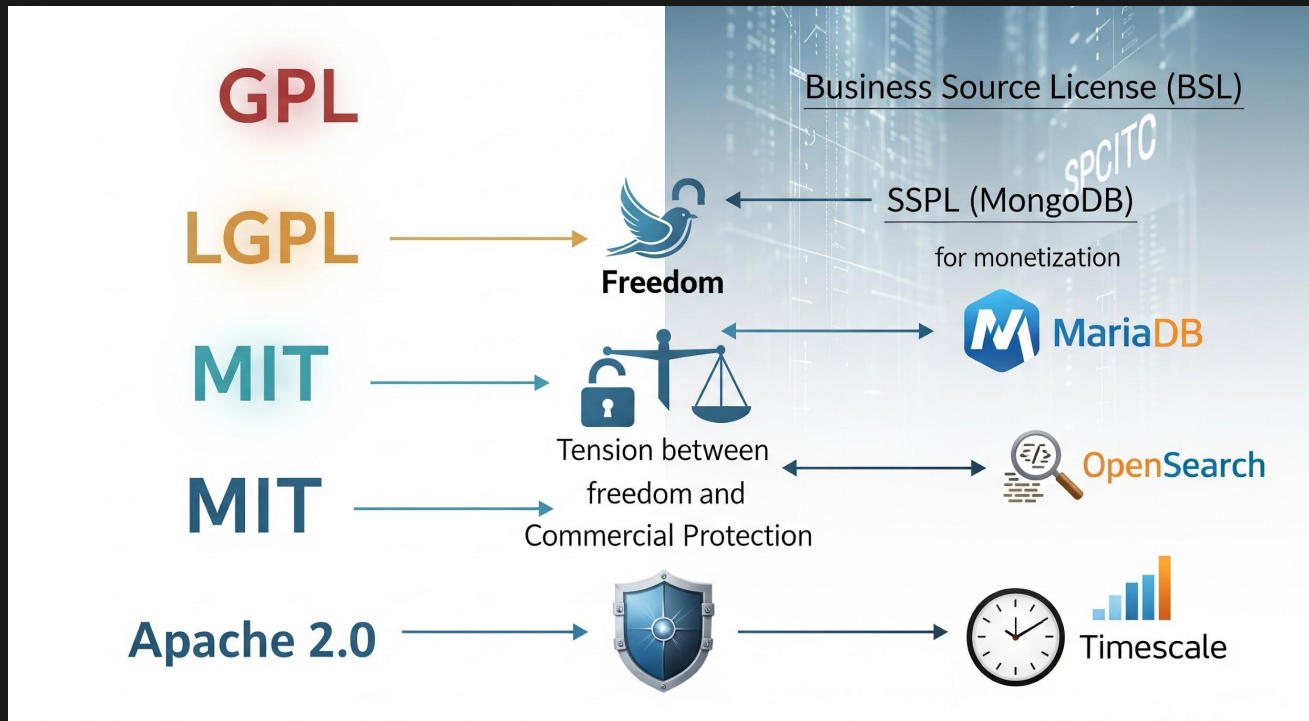 GPL
LGPL
MIT
MIT
Apache 2.0
Freedom
Tension between
freedom and
Commercial Protection
Business Source License (BSL)
SPCITC
SSPL (MongoDB)
for monetization
MariaDB
OpenSearch
Timescale